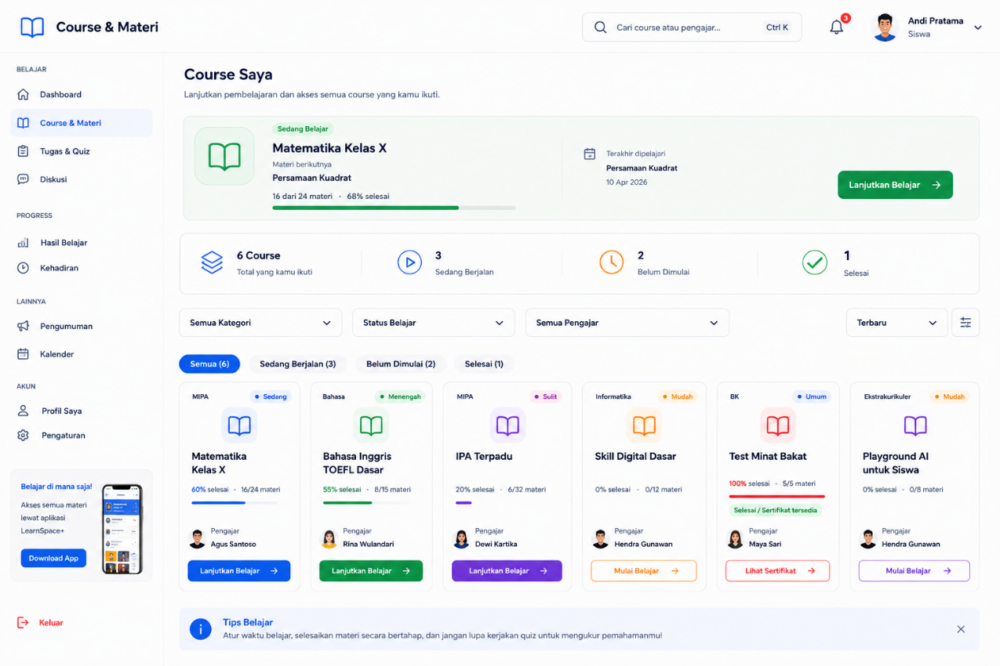 Course & Materi
Cari course atau pengajar...
Ctrl K
3
Andi Pratama
Siswa
BELAJAR
Dashboard
Course & Materi
Tugas & Quiz
Diskusi
PROGRESS
Hasil Belajar
Kehadiran
LAINNYA
Pengumuman
Kalender
AKUN
Profil Saya
Pengaturan
Belajar di mana saja!
Akses semua materi
lewat aplikasi
LearnSpace+
Download App
Keluar
Course Saya
Lanjutkan pembelajaran dan akses semua course yang kamu ikuti.
Sedang Belajar
Matematika Kelas X
Materi berikutnya
Persamaan Kuadrat
16 dari 24 materi • 68% selesai
Terakhir dipelajari
Persamaan Kuadrat
10 Apr 2026
Lanjutkan Belajar →
6 Course
Total yang kamu ikuti
3
Sedang Berjalan
2
Belum Dimulai
1
Selesai
Semua Kategori
Status Belajar
Semua Pengajar
Terbaru
Semua (6)
Sedang Berjalan (3)
Belum Dimulai (2)
Selesai (1)
MIPA
• Sedang
Matematika
Kelas X
60% selesai • 16/24 materi
Pengajar
Agus Santoso
Lanjutkan Belajar →
Bahasa
• Menengah
Bahasa Inggris
TOEFL Dasar
55% selesai • 8/15 materi
Pengajar
Rina Wulandari
Lanjutkan Belajar →
MIPA
• Sulit
IPA Terpadu
20% selesai • 6/32 materi
Pengajar
Dewi Kartika
Lanjutkan Belajar →
Informatika
• Mudah
Skill Digital Dasar
0% selesai • 0/12 materi
Pengajar
Hendra Gunawan
Mulai Belajar →
BK
• Umum
Test Minat Bakat
100% selesai • 5/5 materi
Selesai / Sertifikat tersedia
Pengajar
Maya Sari
Lihat Sertifikat →
Ekstrakurikuler
• Mudah
Playground AI
untuk Siswa
0% selesai • 0/8 materi
Pengajar
Hendra Gunawan
Mulai Belajar →
Tips Belajar
Atur waktu belajar, selesaikan materi secara bertahap, dan jangan lupa kerjakan quiz untuk mengukur pemahamanmu!